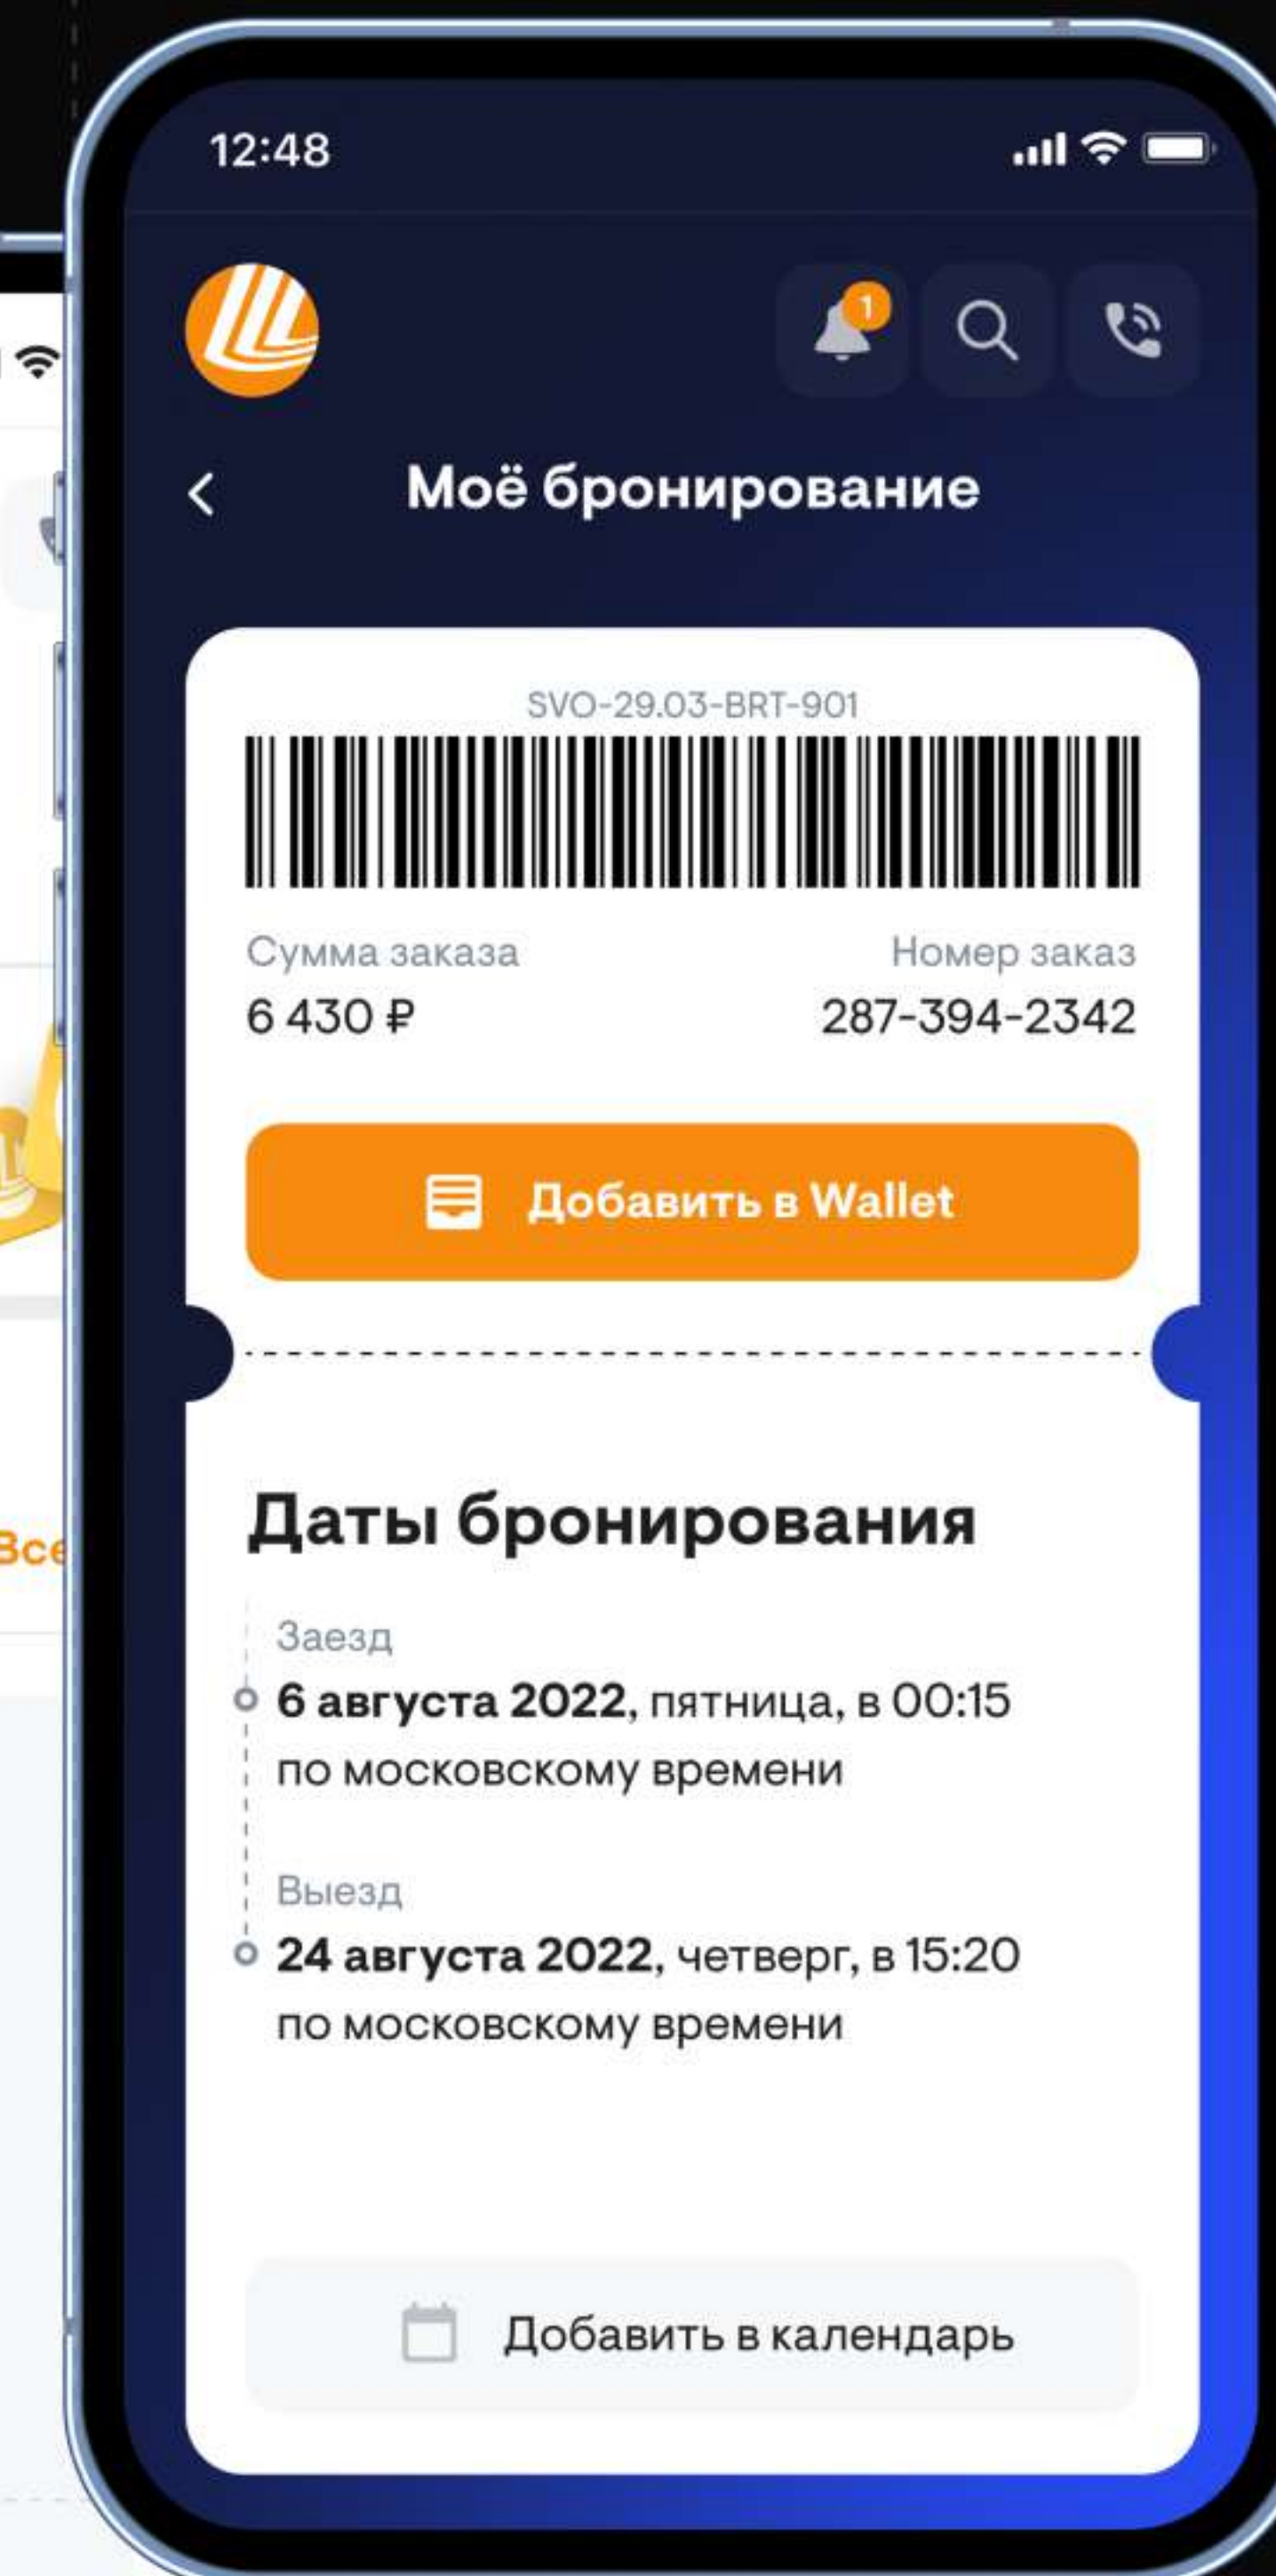 12:48
1
Моё бронирование
SVO-29.03-BRT-901
Сумма заказа
Номер заказ
6 430 ₽
287-394-2342
Добавить в Wallet
Даты бронирования
Все
Заезд
6 августа 2022, пятница, в 00:15
по московскому времени
Выезд
24 августа 2022, четверг, в 15:20
по московскому времени
Добавить в календарь